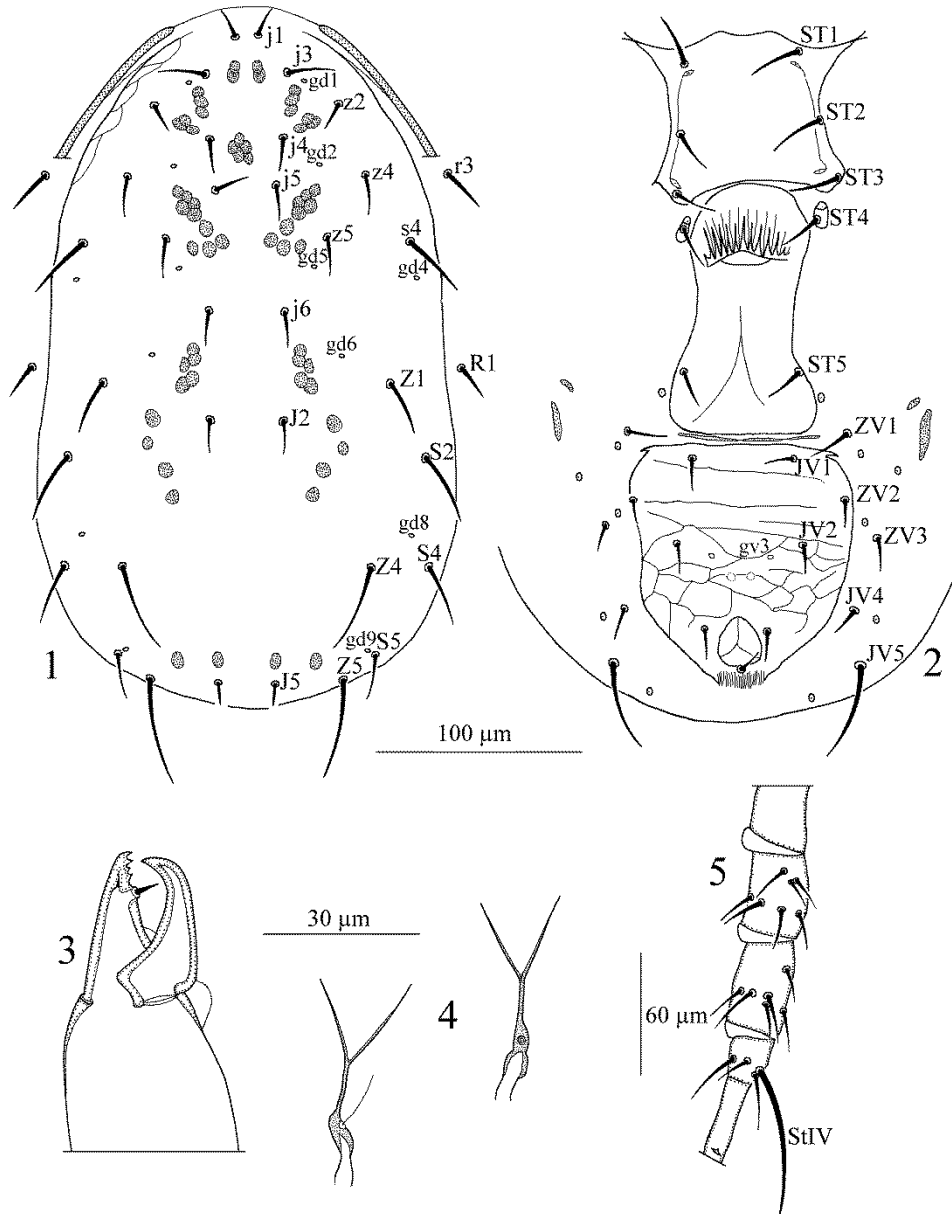 j1
j3
gd1
z2
j4
gd2
j5
z4
r3
z5
s4
gd5
gd4
j6
gd6
Z1
R1
J2
S2
gd8
Z4
S4
gd9
S5
J5
Z5
1
ST1
ST2
ST3
ST4
ST5
ZV1
JV1
ZV2
JV2
ZV3
gv3
JV4
JV5
2
100 μm
3
30 μm
4
5
60 μm
StIV